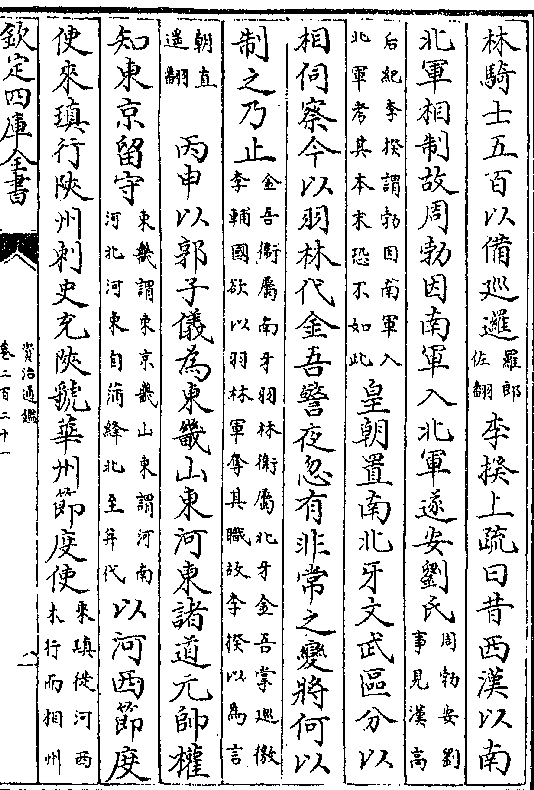 林騎士五百以備巡邏邏郎佐翻李揆上疏曰昔西漢以南
北軍相制故周勃因南軍入北軍遂安劉氏周勃安劉事見漢高
后紀李揆謂勃因南軍入北軍考其本末恐不如此皇朝置南北牙文武區分以
相伺察今以羽林代金吾警夜忽有非常之變將何以
制之乃止金吾衛屬南牙羽林衛屬北牙金吾掌巡徼李輔國欲以羽林軍奪其職故李揆以為言
朝直遥翻 丙申以郭子儀為東畿山東河東諸道元帥權
知東京留守東畿謂東京畿山東謂河南河北河東自蒲絳北至并代以河西節度
使來瑱行陜州刺史充陜虢華州節度使來瑱徙河西未行而相州
欽定四庫全書
資治通鑑
卷二百二十一
八